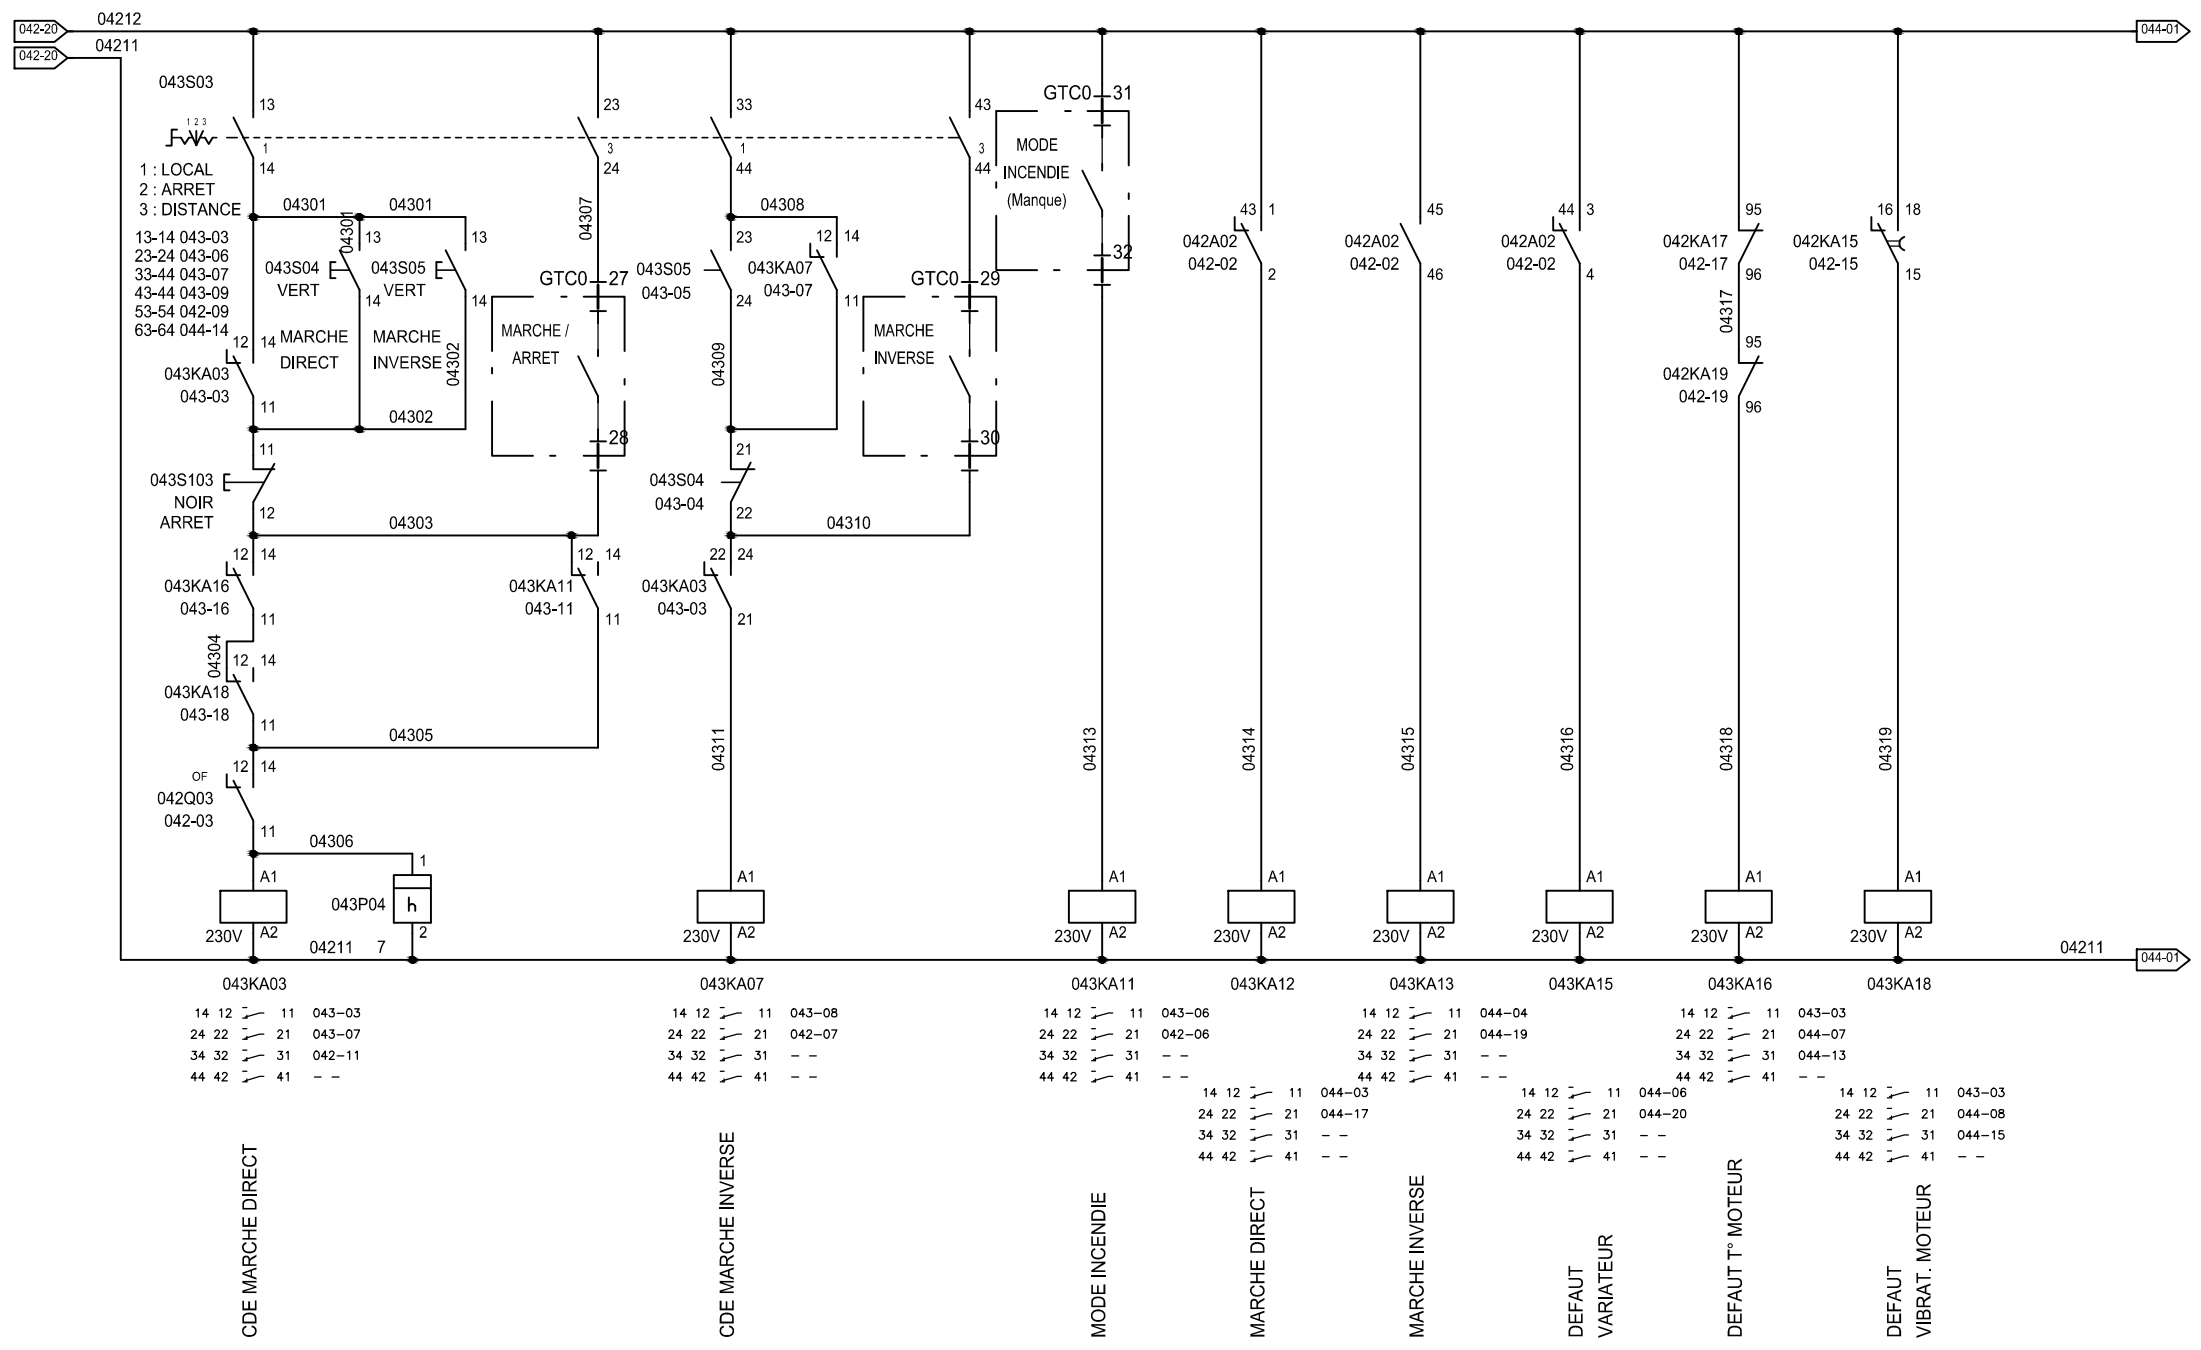 042-20
04212
044-01
042-20
04211
043S03
13
23
33
43
GTC0
31
1 2 3
1
3
1
3
14
24
44
44
MODE
INCENDIE
(Manque)
1 : LOCAL
2 : ARRET
3 : DISTANCE
13-14 043-03
23-24 043-06
33-44 043-07
43-44 043-09
53-54 042-09
63-64 044-14
04301
04301
04301
04307
04308
13
13
23
12 14
43 1
45
44 3
95
16 18
043S04
VERT
14
043S05
VERT
14
043S05
043-05
24
043KA07
043-07
11
32
042A02
042-02
2
042A02
042-02
46
042A02
042-02
4
042KA17
042-17
96
042KA15
042-15
15
GTC0
27
GTC0
29
04317
MARCHE
DIRECT
MARCHE
INVERSE
04302
MARCHE /
ARRET
04309
MARCHE
INVERSE
12 14
043KA03
043-03
11
95
042KA19
042-19
96
04302
28
30
11
043S103
NOIR
ARRET
12
21
043S04
043-04
22
04303
04310
12 14
043KA16
043-16
11
12 14
043KA11
043-11
11
22 24
043KA03
043-03
21
04304
12 14
043KA18
043-18
11
04305
04311
04313
04314
04315
04316
04318
04319
OF
12 14
042Q03
042-03
11
04306
1
A1
A1
A1
A1
A1
A1
A1
A1
043P04
h
2
230V A2
230V A2
230V A2
230V A2
230V A2
230V A2
230V A2
230V A2
04211 7
04211
044-01
043KA03
043KA07
043KA11
043KA12
043KA13
043KA15
043KA16
043KA18
14 12 11 043-03
24 22 21 043-07
34 32 31 042-11
44 42 41 - -
14 12 11 043-08
24 22 21 042-07
34 32 31 - -
44 42 41 - -
14 12 11 043-06
24 22 21 042-06
34 32 31 - -
44 42 41 - -
14 12 11 044-03
24 22 21 044-17
34 32 31 - -
44 42 41 - -
14 12 11 044-04
24 22 21 044-19
34 32 31 - -
44 42 41 - -
14 12 11 044-06
24 22 21 044-20
34 32 31 - -
44 42 41 - -
14 12 11 043-03
24 22 21 044-07
34 32 31 044-13
44 42 41 - -
14 12 11 043-03
24 22 21 044-08
34 32 31 044-15
44 42 41 - -
CDE MARCHE DIRECT
CDE MARCHE INVERSE
MODE INCENDIE
MARCHE DIRECT
MARCHE INVERSE
DEFAUT
VARIATEUR
DEFAUT T° MOTEUR
DEFAUT
VIBRAT. MOTEUR